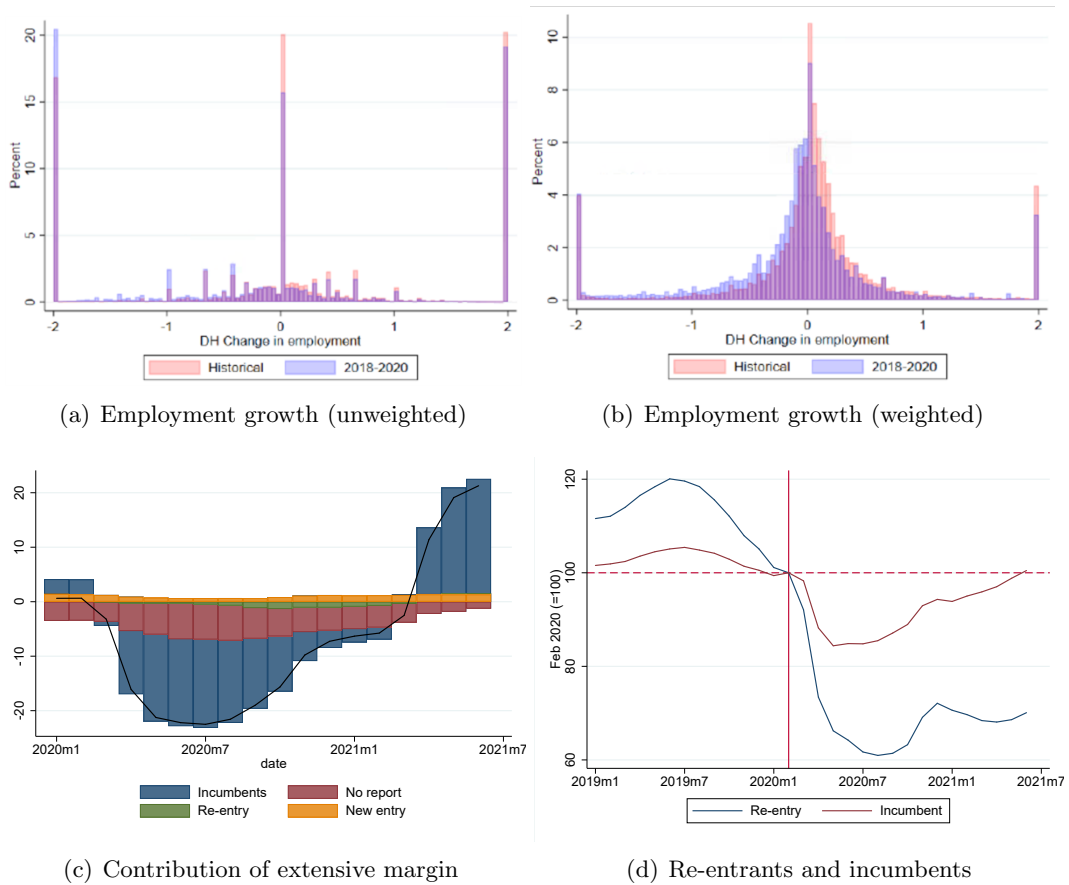 20
15
10
5
0
Percent
-2 -1 0 1 2
DH Change in employment
Historical 2018-2020
(a) Employment growth (unweighted)
10
8
6
4
2
0
Percent
-2 -1 0 1 2
DH Change in employment
Historical 2018-2020
(b) Employment growth (weighted)
20
10
0
-10
-20
2020m1 2020m7 2021m1 2021m7
date
Incumbents No report
Re-entry New entry
(c) Contribution of extensive margin
120
100
80
60
Feb 2020 (=100)
2019m1 2019m7 2020m1 2020m7 2021m1 2021m7
Re-entry Incumbent
(d) Re-entrants and incumbents